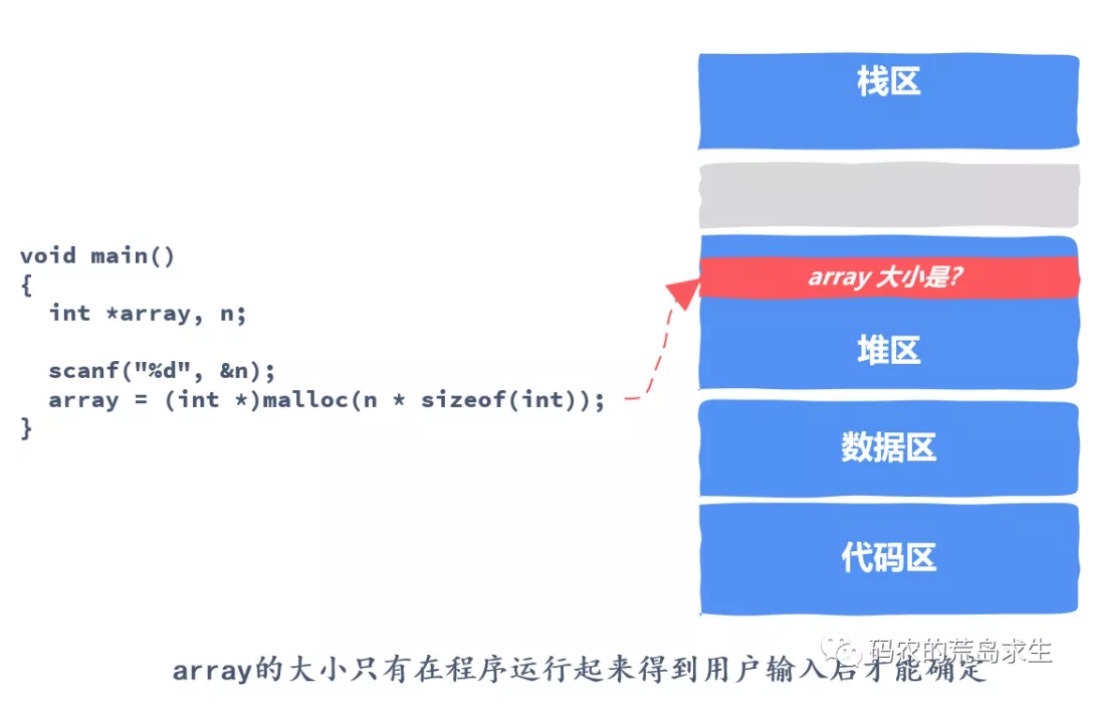 void main()
{
int *array, n;
scanf("%d", &n);
array = (int *)malloc(n * sizeof(int));
}
栈区
array 大小是?
堆区
数据区
代码区
码农的荒岛求生
array的大小只有在程序运行起来得到用户输入后才能确定